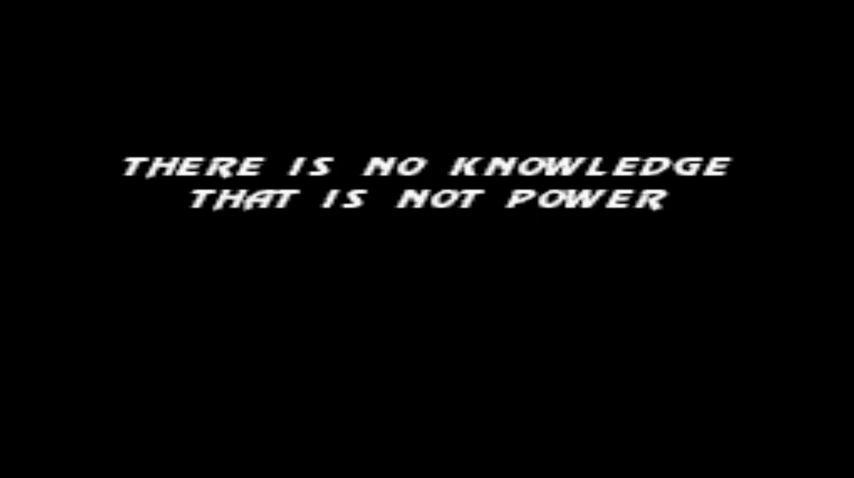 THERE IS NO KNOWLEDGE
THAT IS NOT POWER